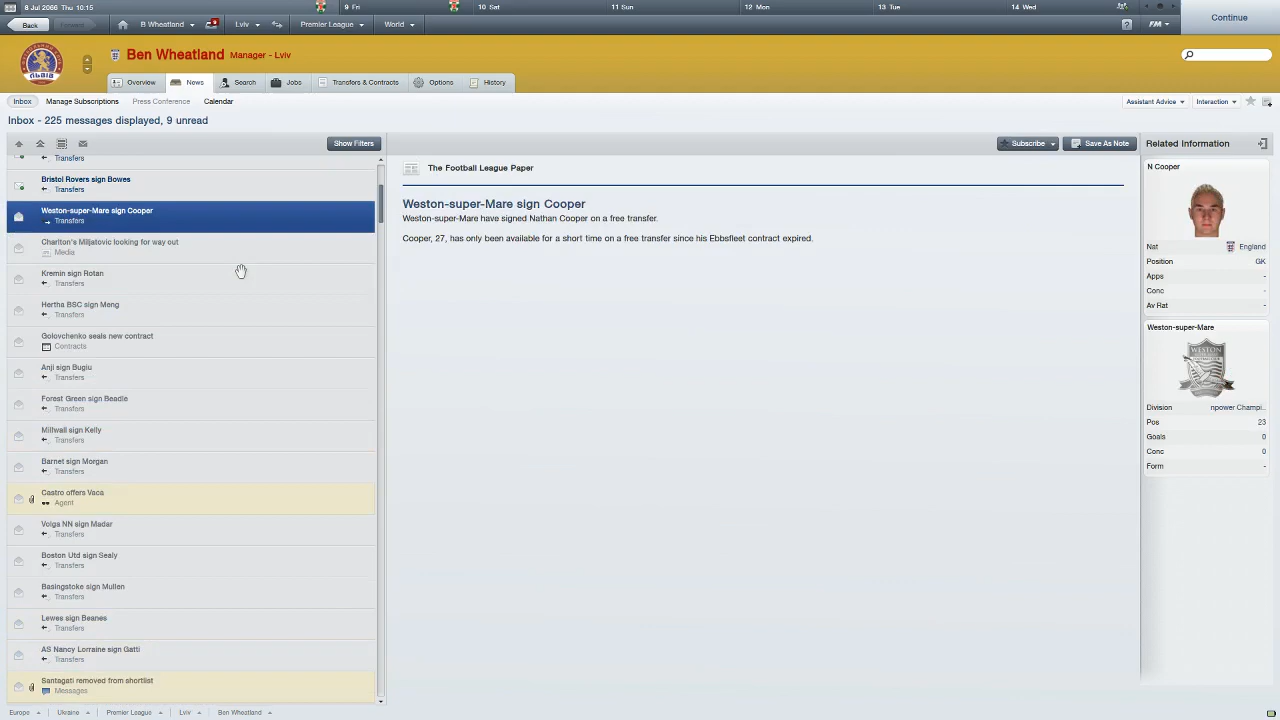 8 Jul 2066 Thu 10:15
9 Fri
10 Sat
11 Sun
12 Mon
13 Tue
14 Wed
Back
Forward
B Wheatland
Lviv
Premier League
World
?
FM
Continue
Ben Wheatland
Manager - Lviv
Overview
News
Search
Jobs
Transfers & Contracts
Options
History
Inbox
Manage Subscriptions
Press Conference
Calendar
Assistant Advice
Interaction
Inbox - 225 messages displayed, 9 unread
Show Filters
Transfers
Bristol Rovers sign Bowes
Transfers
Weston-super-Mare sign Cooper
Transfers
Charlton's Miljatovic looking for way out
Media
Kremin sign Rotan
Transfers
Hertha BSC sign Meng
Transfers
Golovchenko seals new contract
Contracts
Anji sign Bugiu
Transfers
Forest Green sign Beadle
Transfers
Millwall sign Kelly
Transfers
Barnet sign Morgan
Transfers
Castro offers Vaca
Agent
Volga NN sign Madar
Transfers
Boston Utd sign Sealy
Transfers
Basingstoke sign Mullen
Transfers
Lewes sign Beanes
Transfers
AS Nancy Lorraine sign Gatti
Transfers
Santagati removed from shortlist
Messages
The Football League Paper
Subscribe
Save As Note
Weston-super-Mare sign Cooper
Weston-super-Mare have signed Nathan Cooper on a free transfer.
Cooper, 27, has only been available for a short time on a free transfer since his Ebbsfleet contract expired.
Related Information
N Cooper
Nat England
Position GK
Apps -
Conc -
Av Rat -
Weston-super-Mare
WESTON
Division npower Champi..
Pos 23
Goals 0
Conc 0
Form -
Europe
Ukraine
Premier League
Lviv
Ben Wheatland